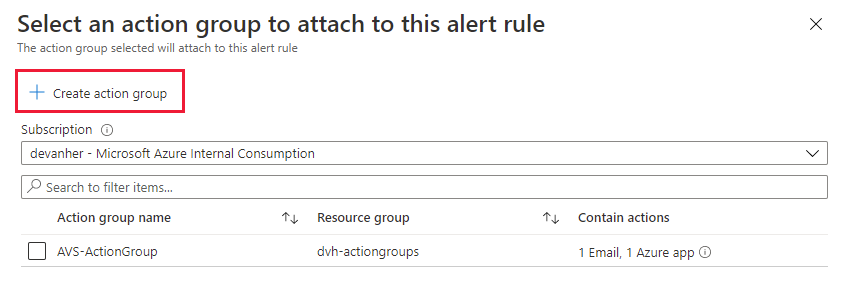 Select an action group to attach to this alert rule
The action group selected will attach to this alert rule
Create action group
Subscription
devanher - Microsoft Azure Internal Consumption
Search to filter items...
Action group name Resource group Contain actions
AVS-ActionGroup dvh-actiongroups 1 Email, 1 Azure app